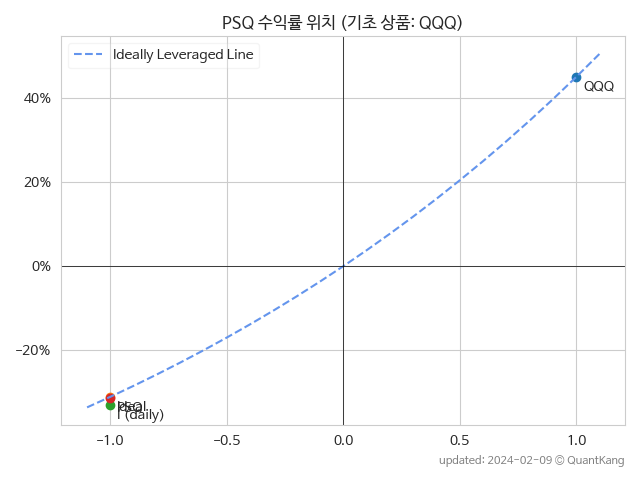 PSQ 수익률 위치 (기초 상품: QQQ)
Ideally Leveraged Line
QQQ
40%
20%
0%
−20%
PSQ
(daily)
−1.0 −0.5 0.0 0.5 1.0
updated: 2024-02-09 © QuantKang